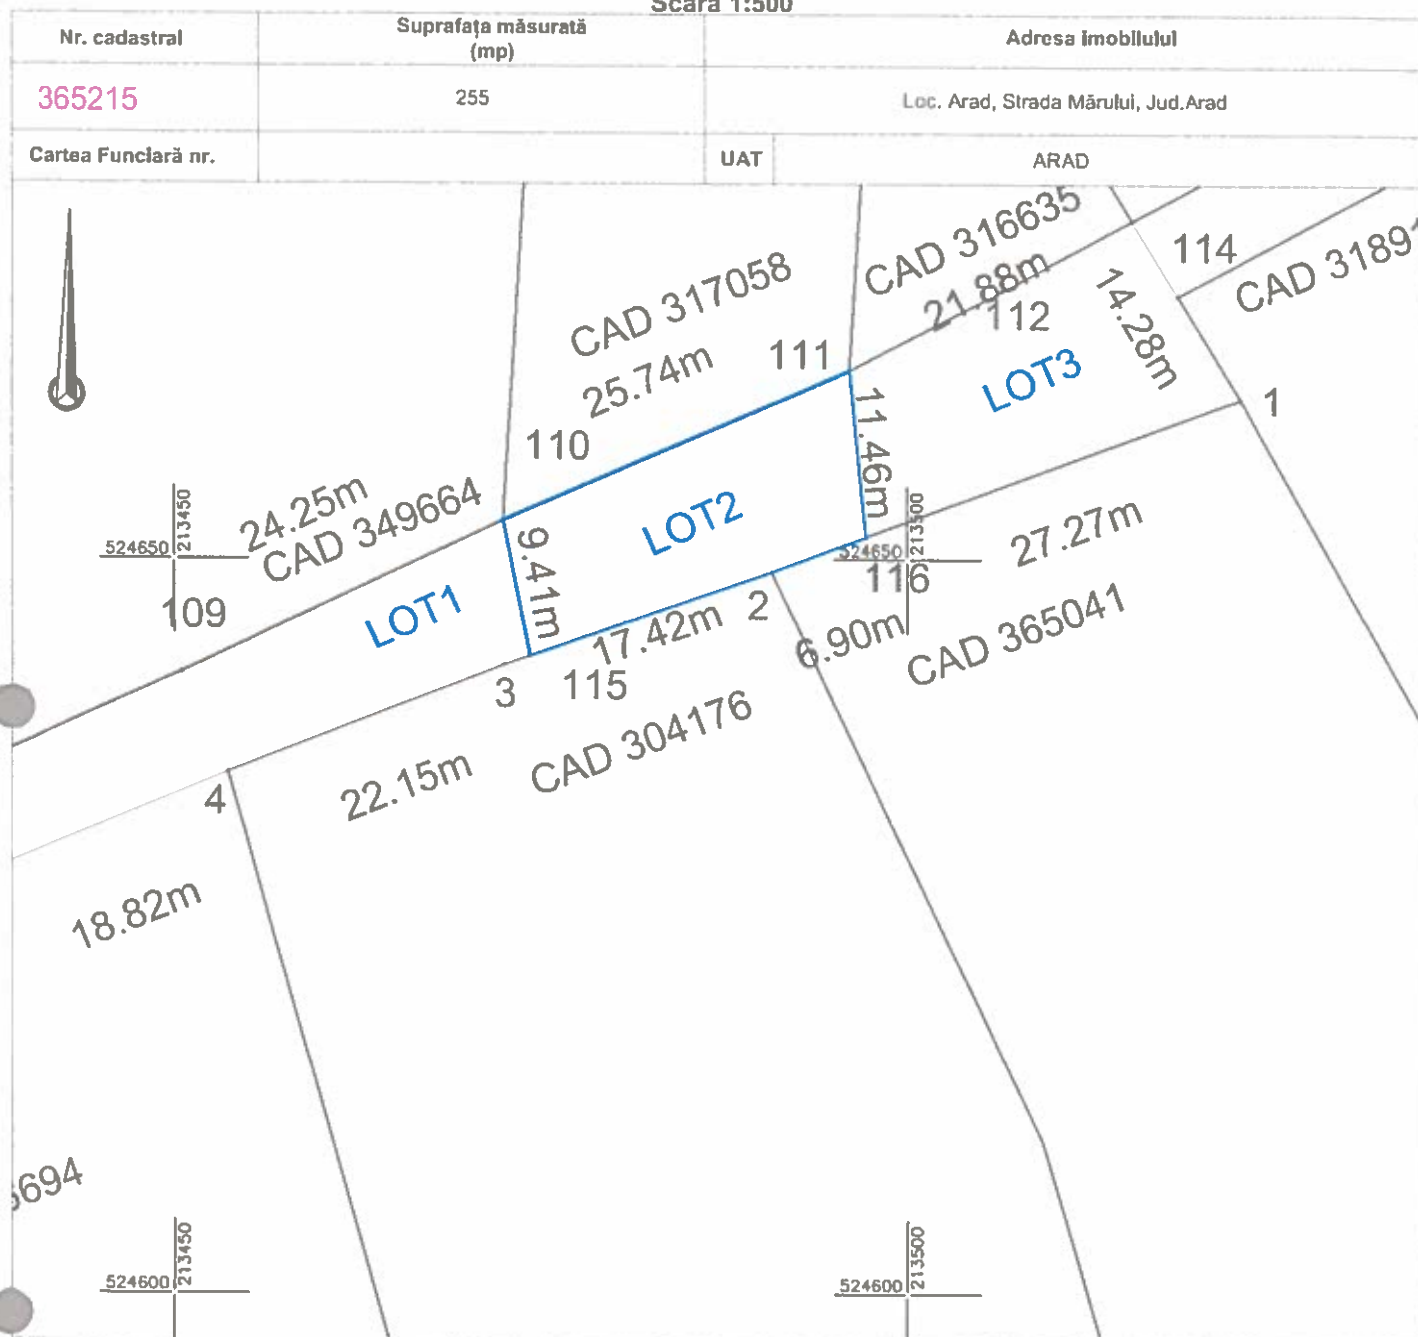 Scara 1:500
Nr. cadastral
Suprafața măsurată
(mp)
Adresa imobilului
365215
255
Loc. Arad, Strada Mărului, Jud.Arad
Cartea Funciară nr.
UAT
ARAD
CAD 316635
114
CAD 317058
21.88m
CAD 3189
112
14.28m
111
25.74m
LOT3
1
110
11.46m
24.25m
CAD 349664
213450
524650
LOT2
213500
524650
27.27m
9.41m
116
109
LOT1
17.42m
2
6.90m
CAD 365041
3
115
CAD 304176
22.15m
4
18.82m
694
213450
524600
213500
524600